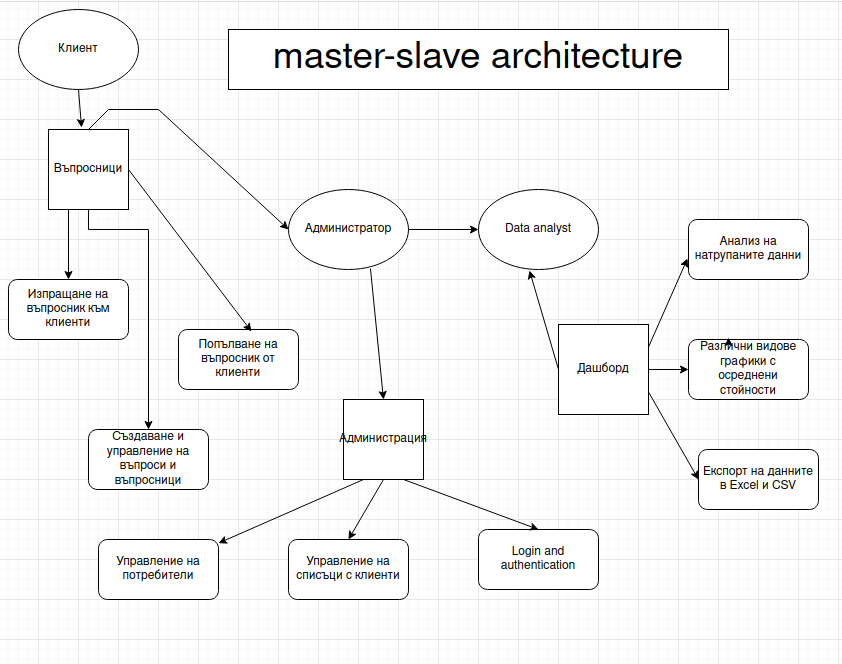 Клиент
master-slave architecture
Въпросници
Администратор
Data analyst
Анализ на
натрупаните данни
Изпращане на
въпросник към
клиенти
Попълване на
въпросник от
клиенти
Дашборд
Различни видове
графики с
осреднени
стойности
Администрация
Създаване и
управление на
въпроси и
въпросници
Експорт на данните
в Excel и CSV
Управление на
потребители
Управление на
списъци с клиенти
Login and
authentication